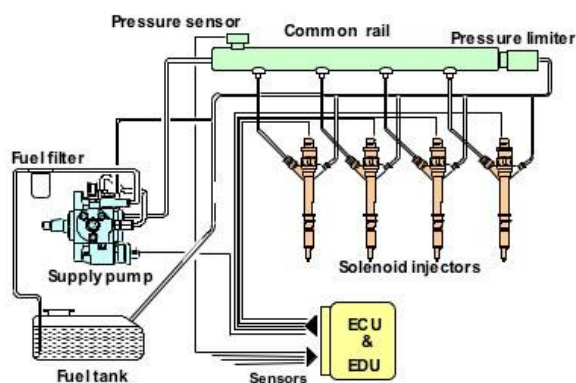 Pressure sensor
Common rail
Pressure limiter
Fuel filter
Supply pump
Solenoid injectors
Fuel tank
Sensors
ECU
&
EDU